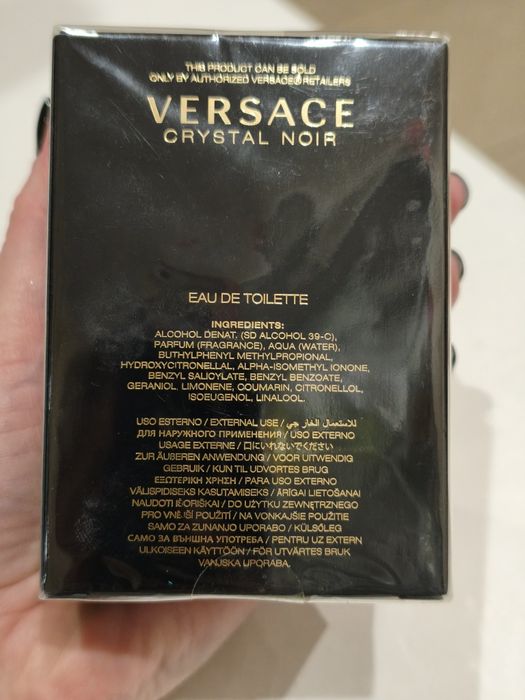 THIS PRODUCT CAN BE SOLD
ONLY BY AUTHORIZED VERSACE® RETAILERS
VERSACE
CRYSTAL NOIR
EAU DE TOILETTE
INGREDIENTS:
ALCOHOL DENAT. (SD ALCOHOL 39-C),
PARFUM (FRAGRANCE), AQUA (WATER),
BUTHYLPHENYL METHYLPROPIONAL,
HYDROXYCITRONELLAL, ALPHA-ISOMETHYL IONONE,
BENZYL SALICYLATE, BENZYL BENZOATE,
GERANIOL, LIMONENE, COUMARIN, CITRONELLOL,
ISOEUGENOL, LINALOOL.
USO ESTERNO / EXTERNAL USE / للاستعمال الخارجي /
ДЛЯ НАРУЖНОГО ПРИМЕНЕНИЯ / USO EXTERNO
USAGE EXTERNE / 口にいれないでください
ZUR ÄUßEREN ANWENDUNG / VOOR UITWENDIG
GEBRUIK / KUN TIL UDVORTES BRUG
ΕΞΩΤΕΡΙΚΗ ΧΡΗΣΗ / PARA USO EXTERNO
VÄLISPIDISEKS KASUTAMISEKS / ĀRĪGAI LIETOŠANAI
NAUDOTI IŠORIŠKAI / DO UŻYTKU ZEWNĘTRZNEGO
PRO VNĚJŠÍ POUŽITÍ / NA VONKAJŠIE POUŽITIE
SAMO ZA ZUNANJO UPORABO / KÜLSŐLEG
САМО ЗА ВЪНШНА УПОТРЕБА / PENTRU UZ EXTERN
ULKOISEEN KÄYTTÖÖN / FÖR UTVÄRTES BRUK
VANJSKA UPORABA.